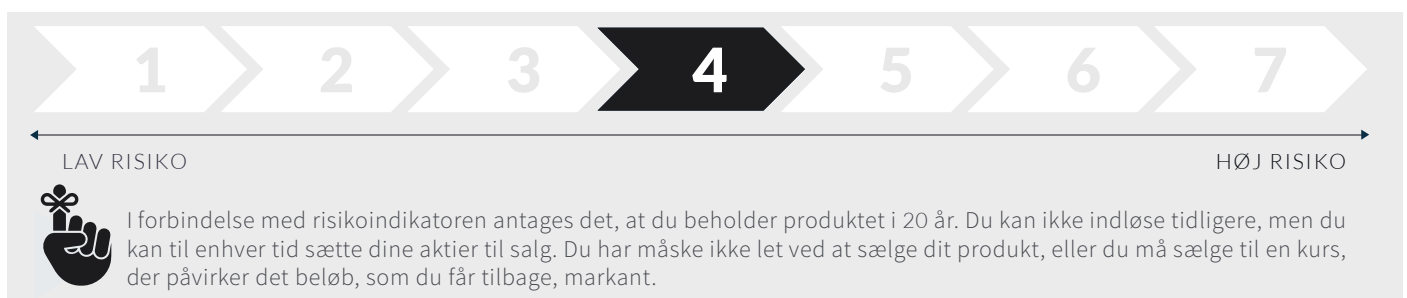 1 2 3 4 5 6 7
LAV RISIKO HØJ RISIKO
I forbindelse med risikoindikatoren antages det, at du beholder produktet i 20 år. Du kan ikke indløse tidligere, men du
kan til enhver tid sætte dine aktier til salg. Du har måske ikke let ved at sælge dit produkt, eller du må sælge til en kurs,
der påvirker det beløb, som du får tilbage, markant.